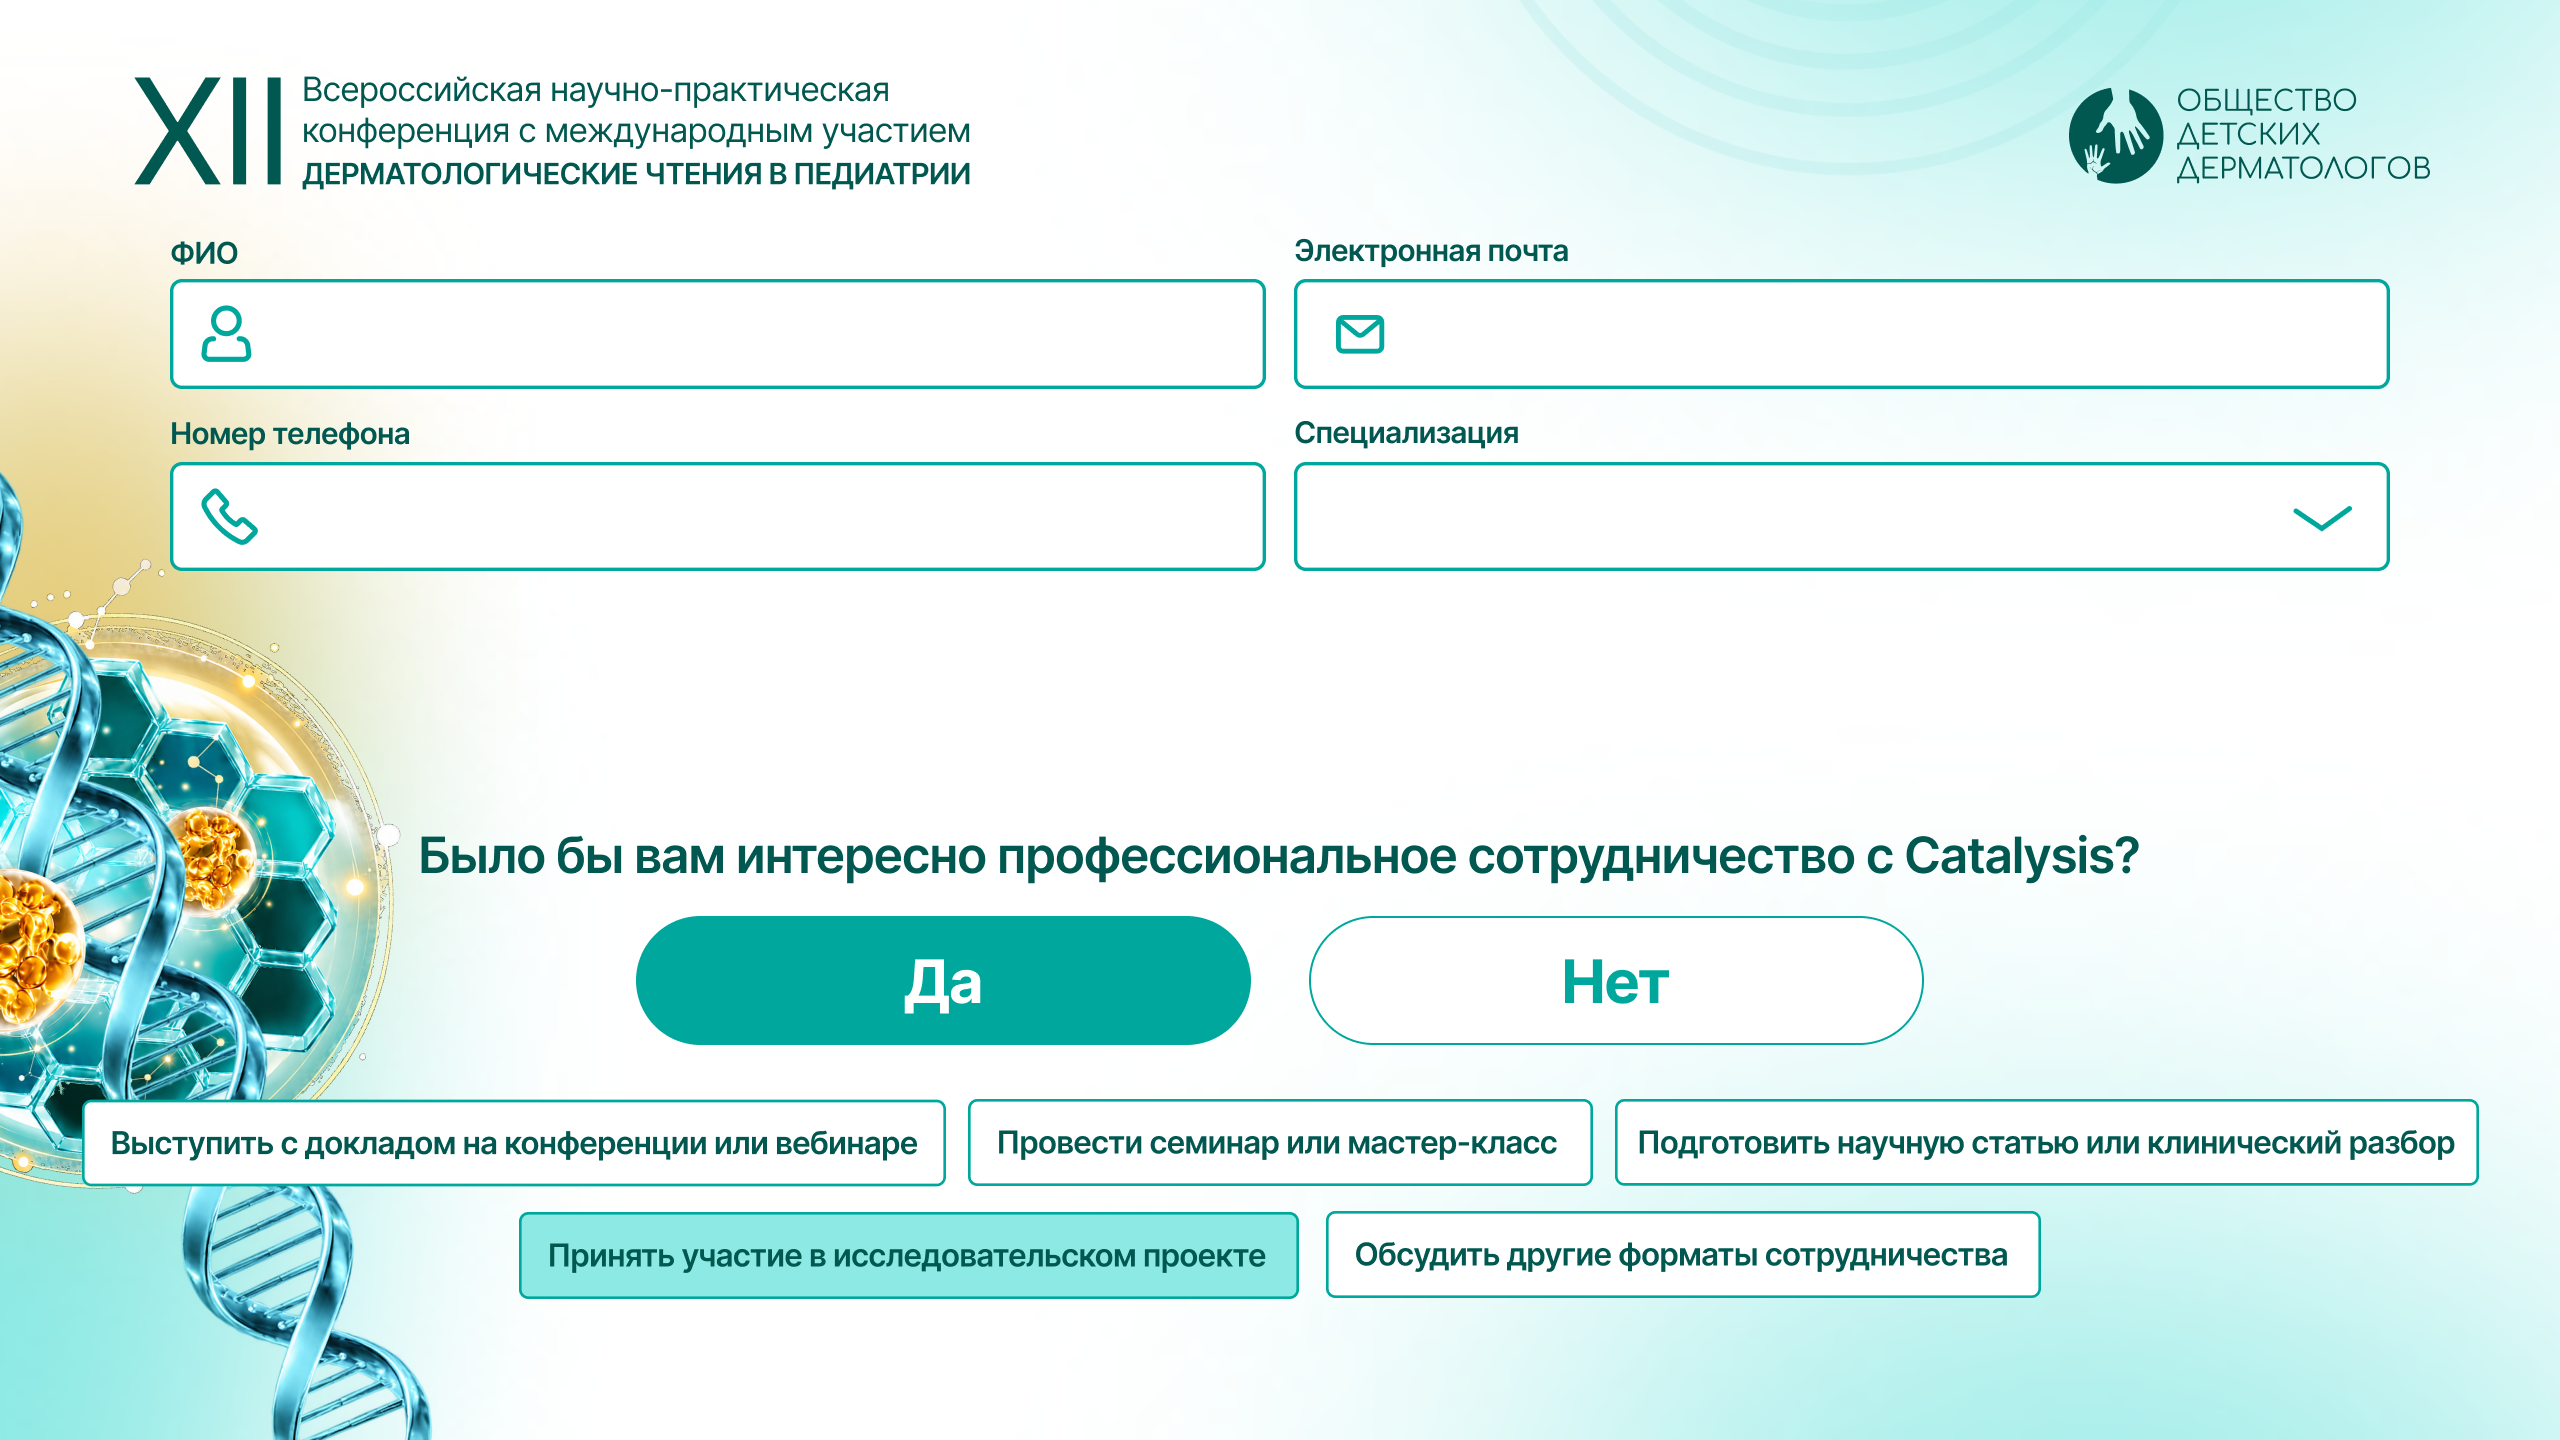 XII
Всероссийская научно-практическая
конференция с международным участием
ДЕРМАТОЛОГИЧЕСКИЕ ЧТЕНИЯ В ПЕДИАТРИИ
ОБЩЕСТВО
ДЕТСКИХ
ДЕРМАТОЛОГОВ
ФИО
Электронная почта
Номер телефона
Специализация
Было бы вам интересно профессиональное сотрудничество с Catalysis?
Да
Нет
Выступить с докладом на конференции или вебинаре
Провести семинар или мастер-класс
Подготовить научную статью или клинический разбор
Принять участие в исследовательском проекте
Обсудить другие форматы сотрудничества